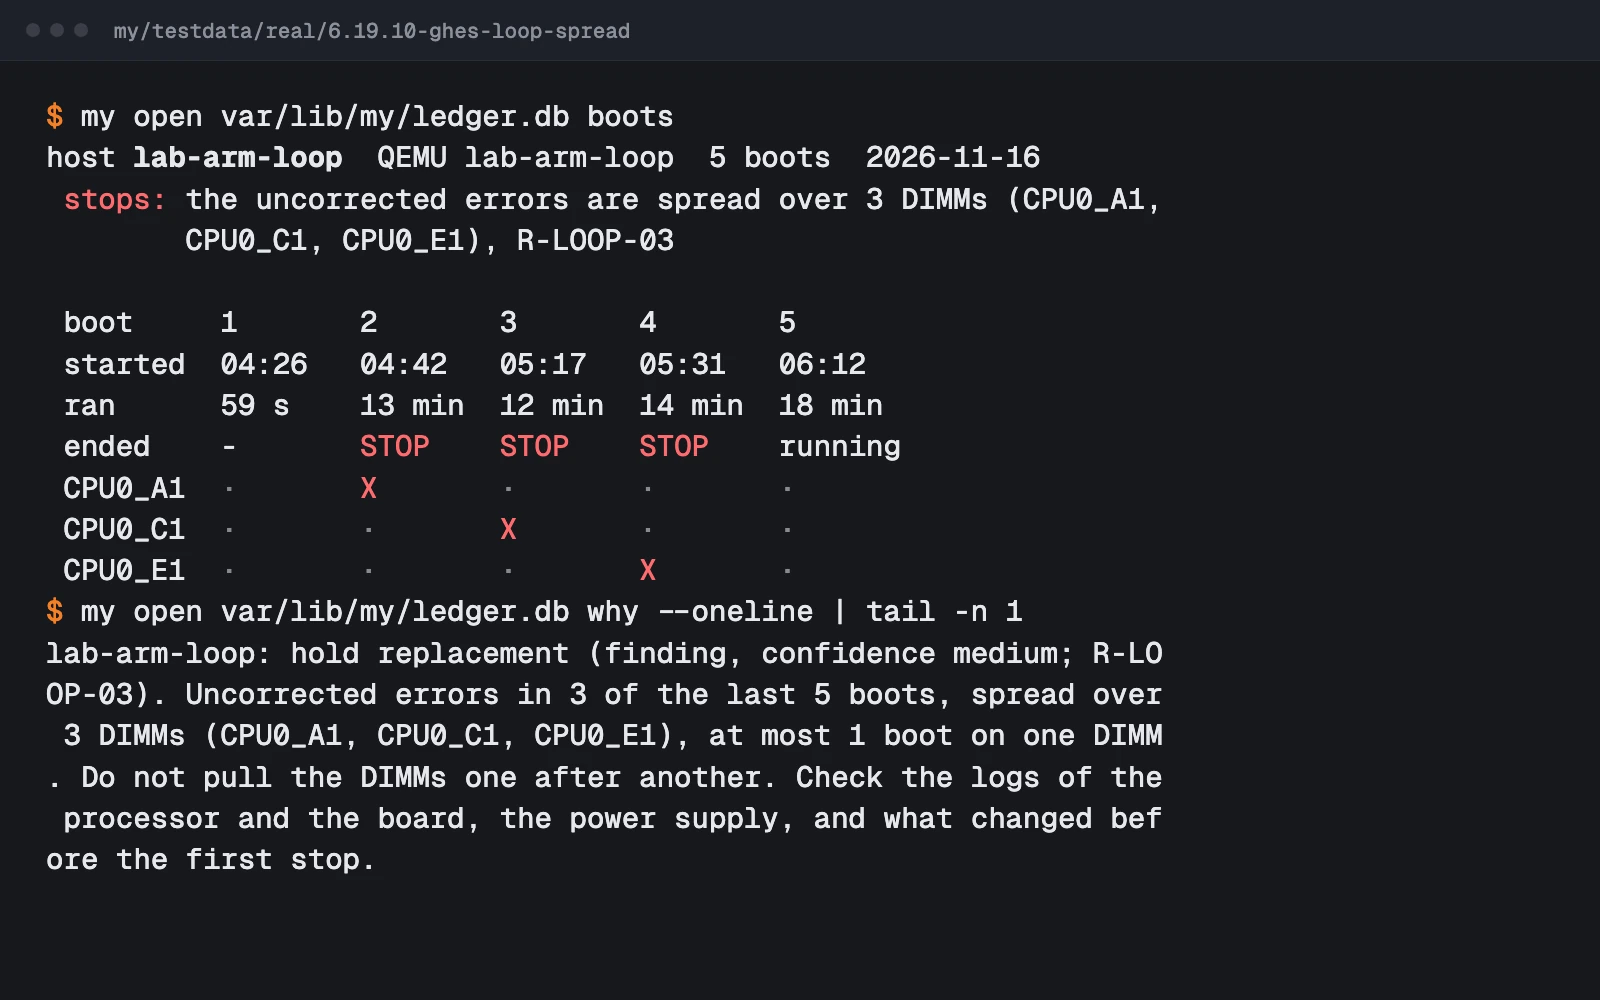 my/testdata/real/6.19.10-ghes-loop-spread
$ my open var/lib/my/ledger.db boots
host lab-arm-loop  QEMU lab-arm-loop  5 boots  2026-11-16
 stops: the uncorrected errors are spread over 3 DIMMs (CPU0_A1,
        CPU0_C1, CPU0_E1), R-LOOP-03
 boot     1       2       3       4       5
 started  04:26   04:42   05:17   05:31   06:12
 ran      59 s    13 min  12 min  14 min  18 min
 ended    -       STOP    STOP    STOP    running
 CPU0_A1  ·       X       ·       ·       ·
 CPU0_C1  ·       ·       X       ·       ·
 CPU0_E1  ·       ·       ·       X       ·
$ my open var/lib/my/ledger.db why --oneline | tail -n 1
lab-arm-loop: hold replacement (finding, confidence medium; R-LO
OP-03). Uncorrected errors in 3 of the last 5 boots, spread over
 3 DIMMs (CPU0_A1, CPU0_C1, CPU0_E1), at most 1 boot on one DIMM
. Do not pull the DIMMs one after another. Check the logs of the
 processor and the board, the power supply, and what changed bef
ore the first stop.